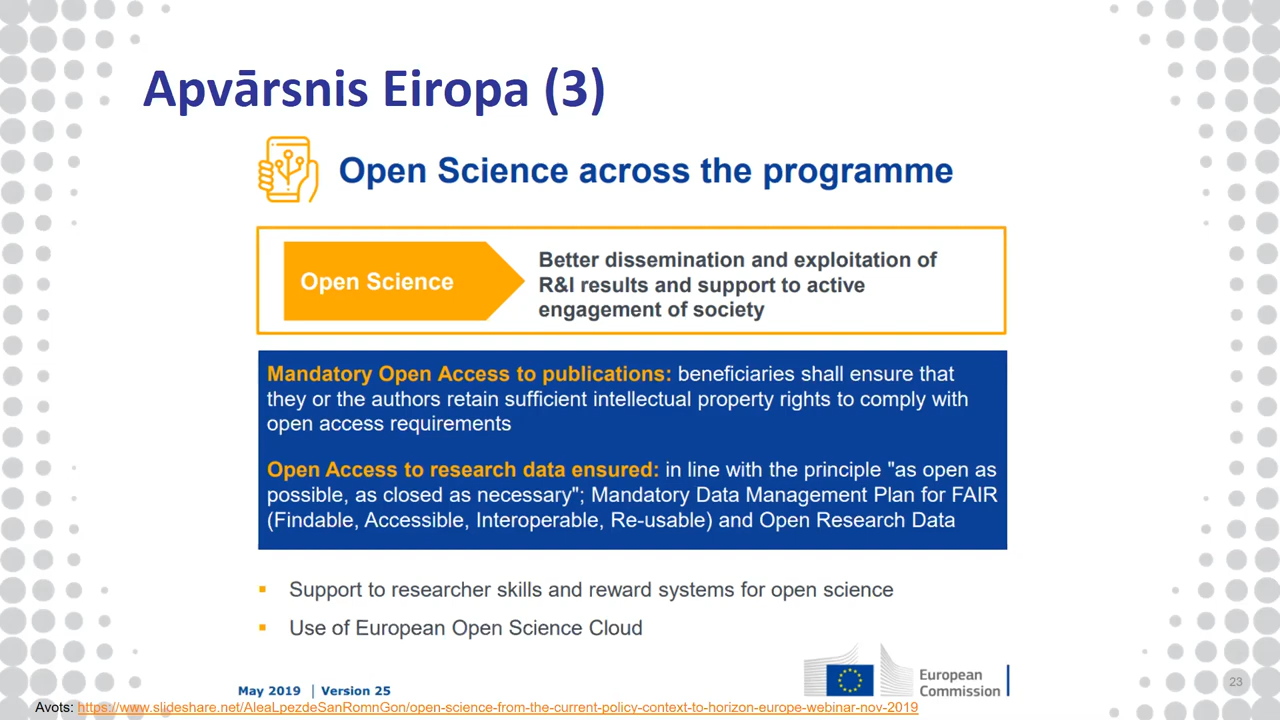 Apvārsnis Eiropa (3)
Open Science across the programme
Open Science
Better dissemination and exploitation of
R&I results and support to active
engagement of society
Mandatory Open Access to publications: beneficiaries shall ensure that
they or the authors retain sufficient intellectual property rights to comply with
open access requirements
Open Access to research data ensured: in line with the principle "as open as
possible, as closed as necessary"; Mandatory Data Management Plan for FAIR
(Findable, Accessible, Interoperable, Re-usable) and Open Research Data
▪ Support to researcher skills and reward systems for open science
▪ Use of European Open Science Cloud
May 2019 | Version 25
European
Commission
23
Avots: https://www.slideshare.net/AleaLpezdeSanRomnGon/open-science-from-the-current-policy-context-to-horizon-europe-webinar-nov-2019